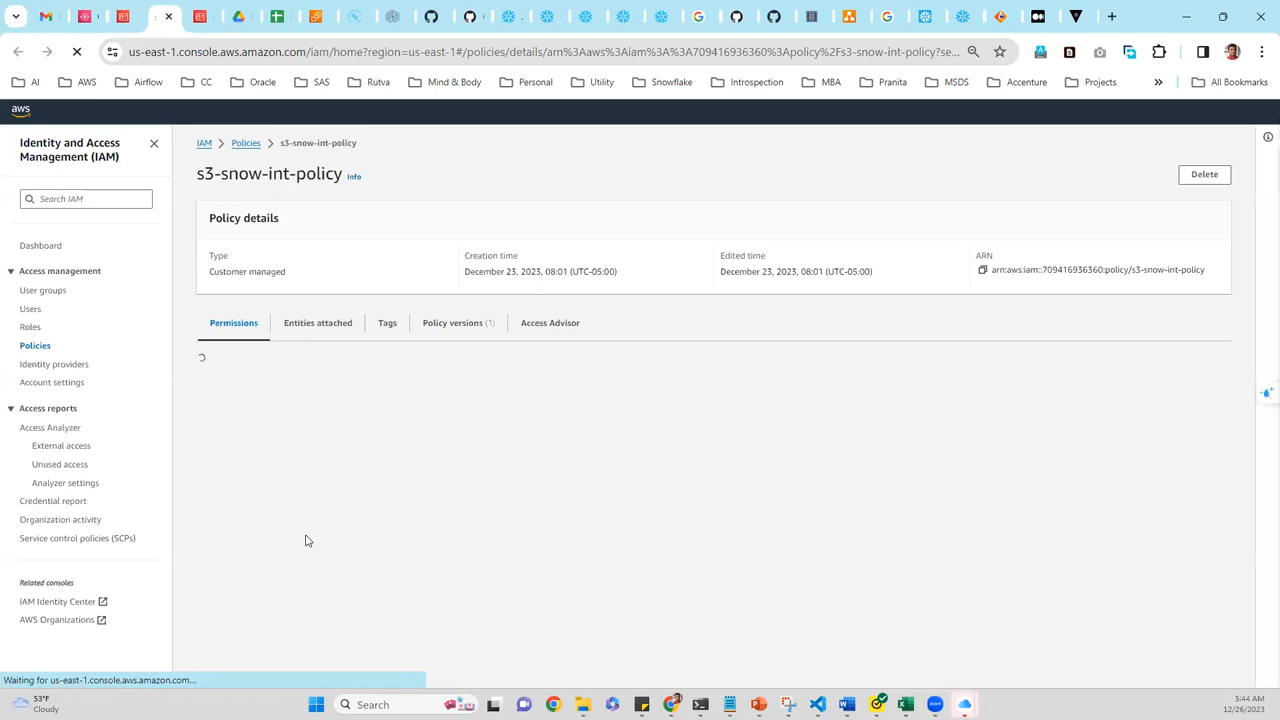 us-east-1.console.aws.amazon.com/iam/home?region=us-east-1#/policies/details/arn%3Aaws%3Aiam%3A%3A709416936360%3Apolicy%2Fs3-snow-int-policy?se...
AI
AWS
Airflow
CC
Oracle
SAS
Rutva
Mind & Body
Personal
Utility
Snowflake
Introspection
MBA
Pranita
MSDS
Accenture
Projects
»
All Bookmarks
aws
Identity and Access
Management (IAM)
Search IAM
Dashboard
Access management
User groups
Users
Roles
Policies
Identity providers
Account settings
Access reports
Access Analyzer
External access
Unused access
Analyzer settings
Credential report
Organization activity
Service control policies (SCPs)
Related consoles
IAM Identity Center
AWS Organizations
IAM
Policies
s3-snow-int-policy
s3-snow-int-policy Info
Delete
Policy details
Type
Customer managed
Creation time
December 23, 2023, 08:01 (UTC-05:00)
Edited time
December 23, 2023, 08:01 (UTC-05:00)
ARN
arn:aws:iam::709416936360:policy/s3-snow-int-policy
Permissions
Entities attached
Tags
Policy versions (1)
Access Advisor
Waiting for us-east-1.console.aws.amazon.com...
53°F
Cloudy
Search
5:44 AM
12/26/2023